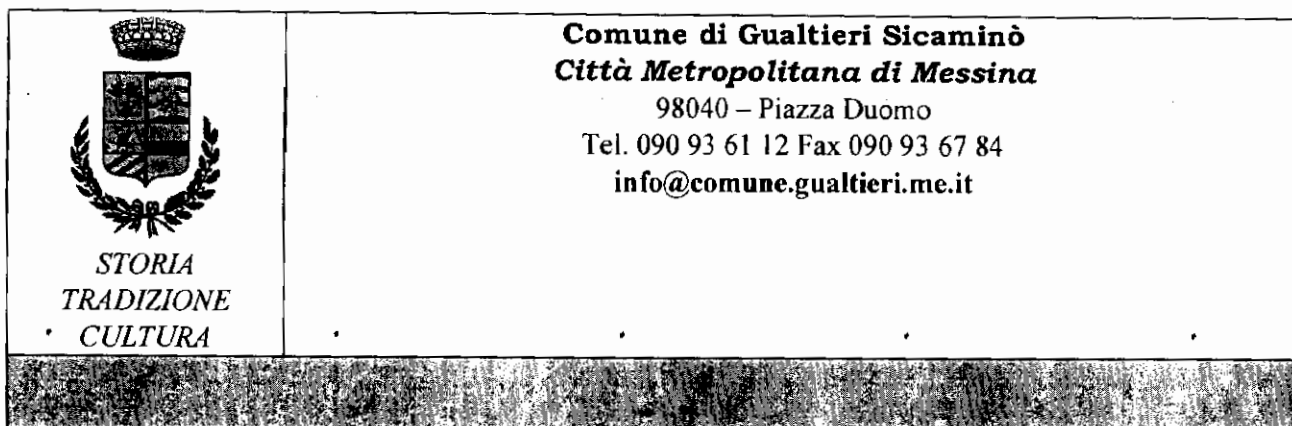 STORIA
TRADIZIONE
CULTURA
Comune di Gualtieri Sicaminò
Città Metropolitana di Messina
98040 – Piazza Duomo
Tel. 090 93 61 12 Fax 090 93 67 84
info@comune.gualtieri.me.it